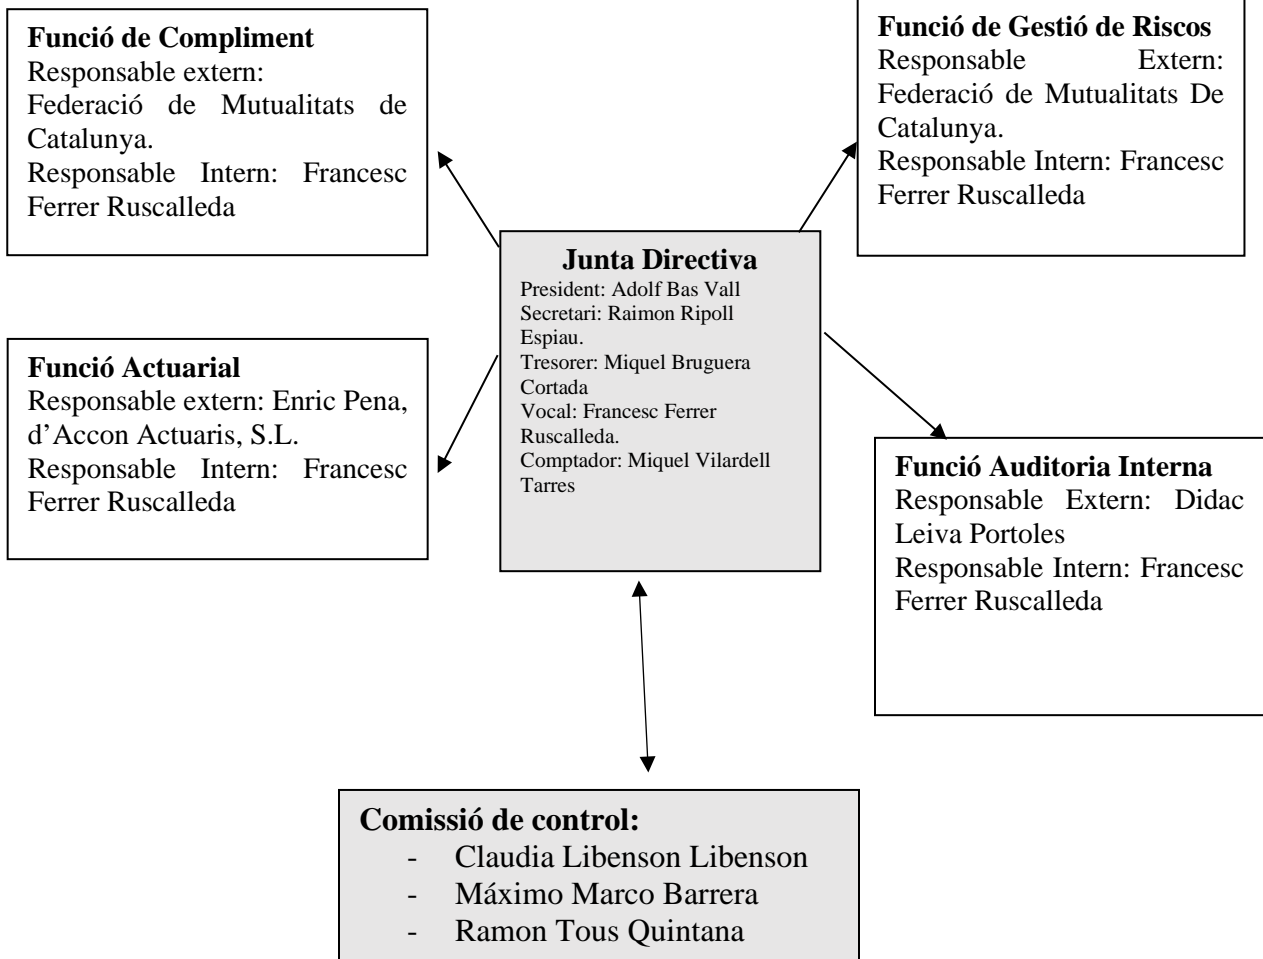 Funció de Compliment
Responsable extern:
Federació de Mutualitats de
Catalunya.
Responsable Intern: Francesc
Ferrer Ruscalleda
Funció de Gestió de Riscos
Responsable Extern:
Federació de Mutualitats De
Catalunya.
Responsable Intern: Francesc
Ferrer Ruscalleda
Junta Directiva
President: Adolf Bas Vall
Secretari: Raimon Ripoll
Espiau.
Tresorer: Miquel Bruguera
Cortada
Vocal: Francesc Ferrer
Ruscalleda.
Comptador: Miquel Vilardell
Tarres
Funció Actuarial
Responsable extern: Enric Pena,
d’Accon Actuaris, S.L.
Responsable Intern: Francesc
Ferrer Ruscalleda
Funció Auditoria Interna
Responsable Extern: Didac
Leiva Portoles
Responsable Intern: Francesc
Ferrer Ruscalleda
Comissió de control:
- Claudia Libenson Libenson
- Máximo Marco Barrera
- Ramon Tous Quintana